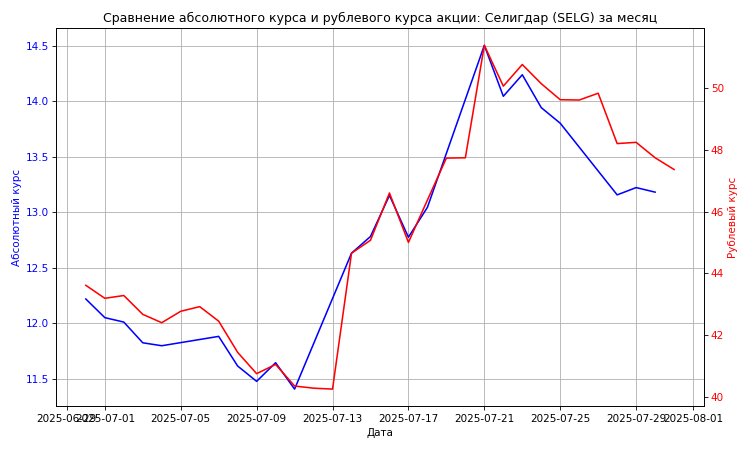 Сравнение абсолютного курса и рублевого курса акции: Селигдар (SELG) за месяц
14.5
14.0
13.5
13.0
12.5
12.0
11.5
Абсолютный курс
50
48
46
44
42
40
Рублевый курс
2025-06-29 2025-07-01 2025-07-05 2025-07-09 2025-07-13 2025-07-17 2025-07-21 2025-07-25 2025-07-29 2025-08-01
Дата